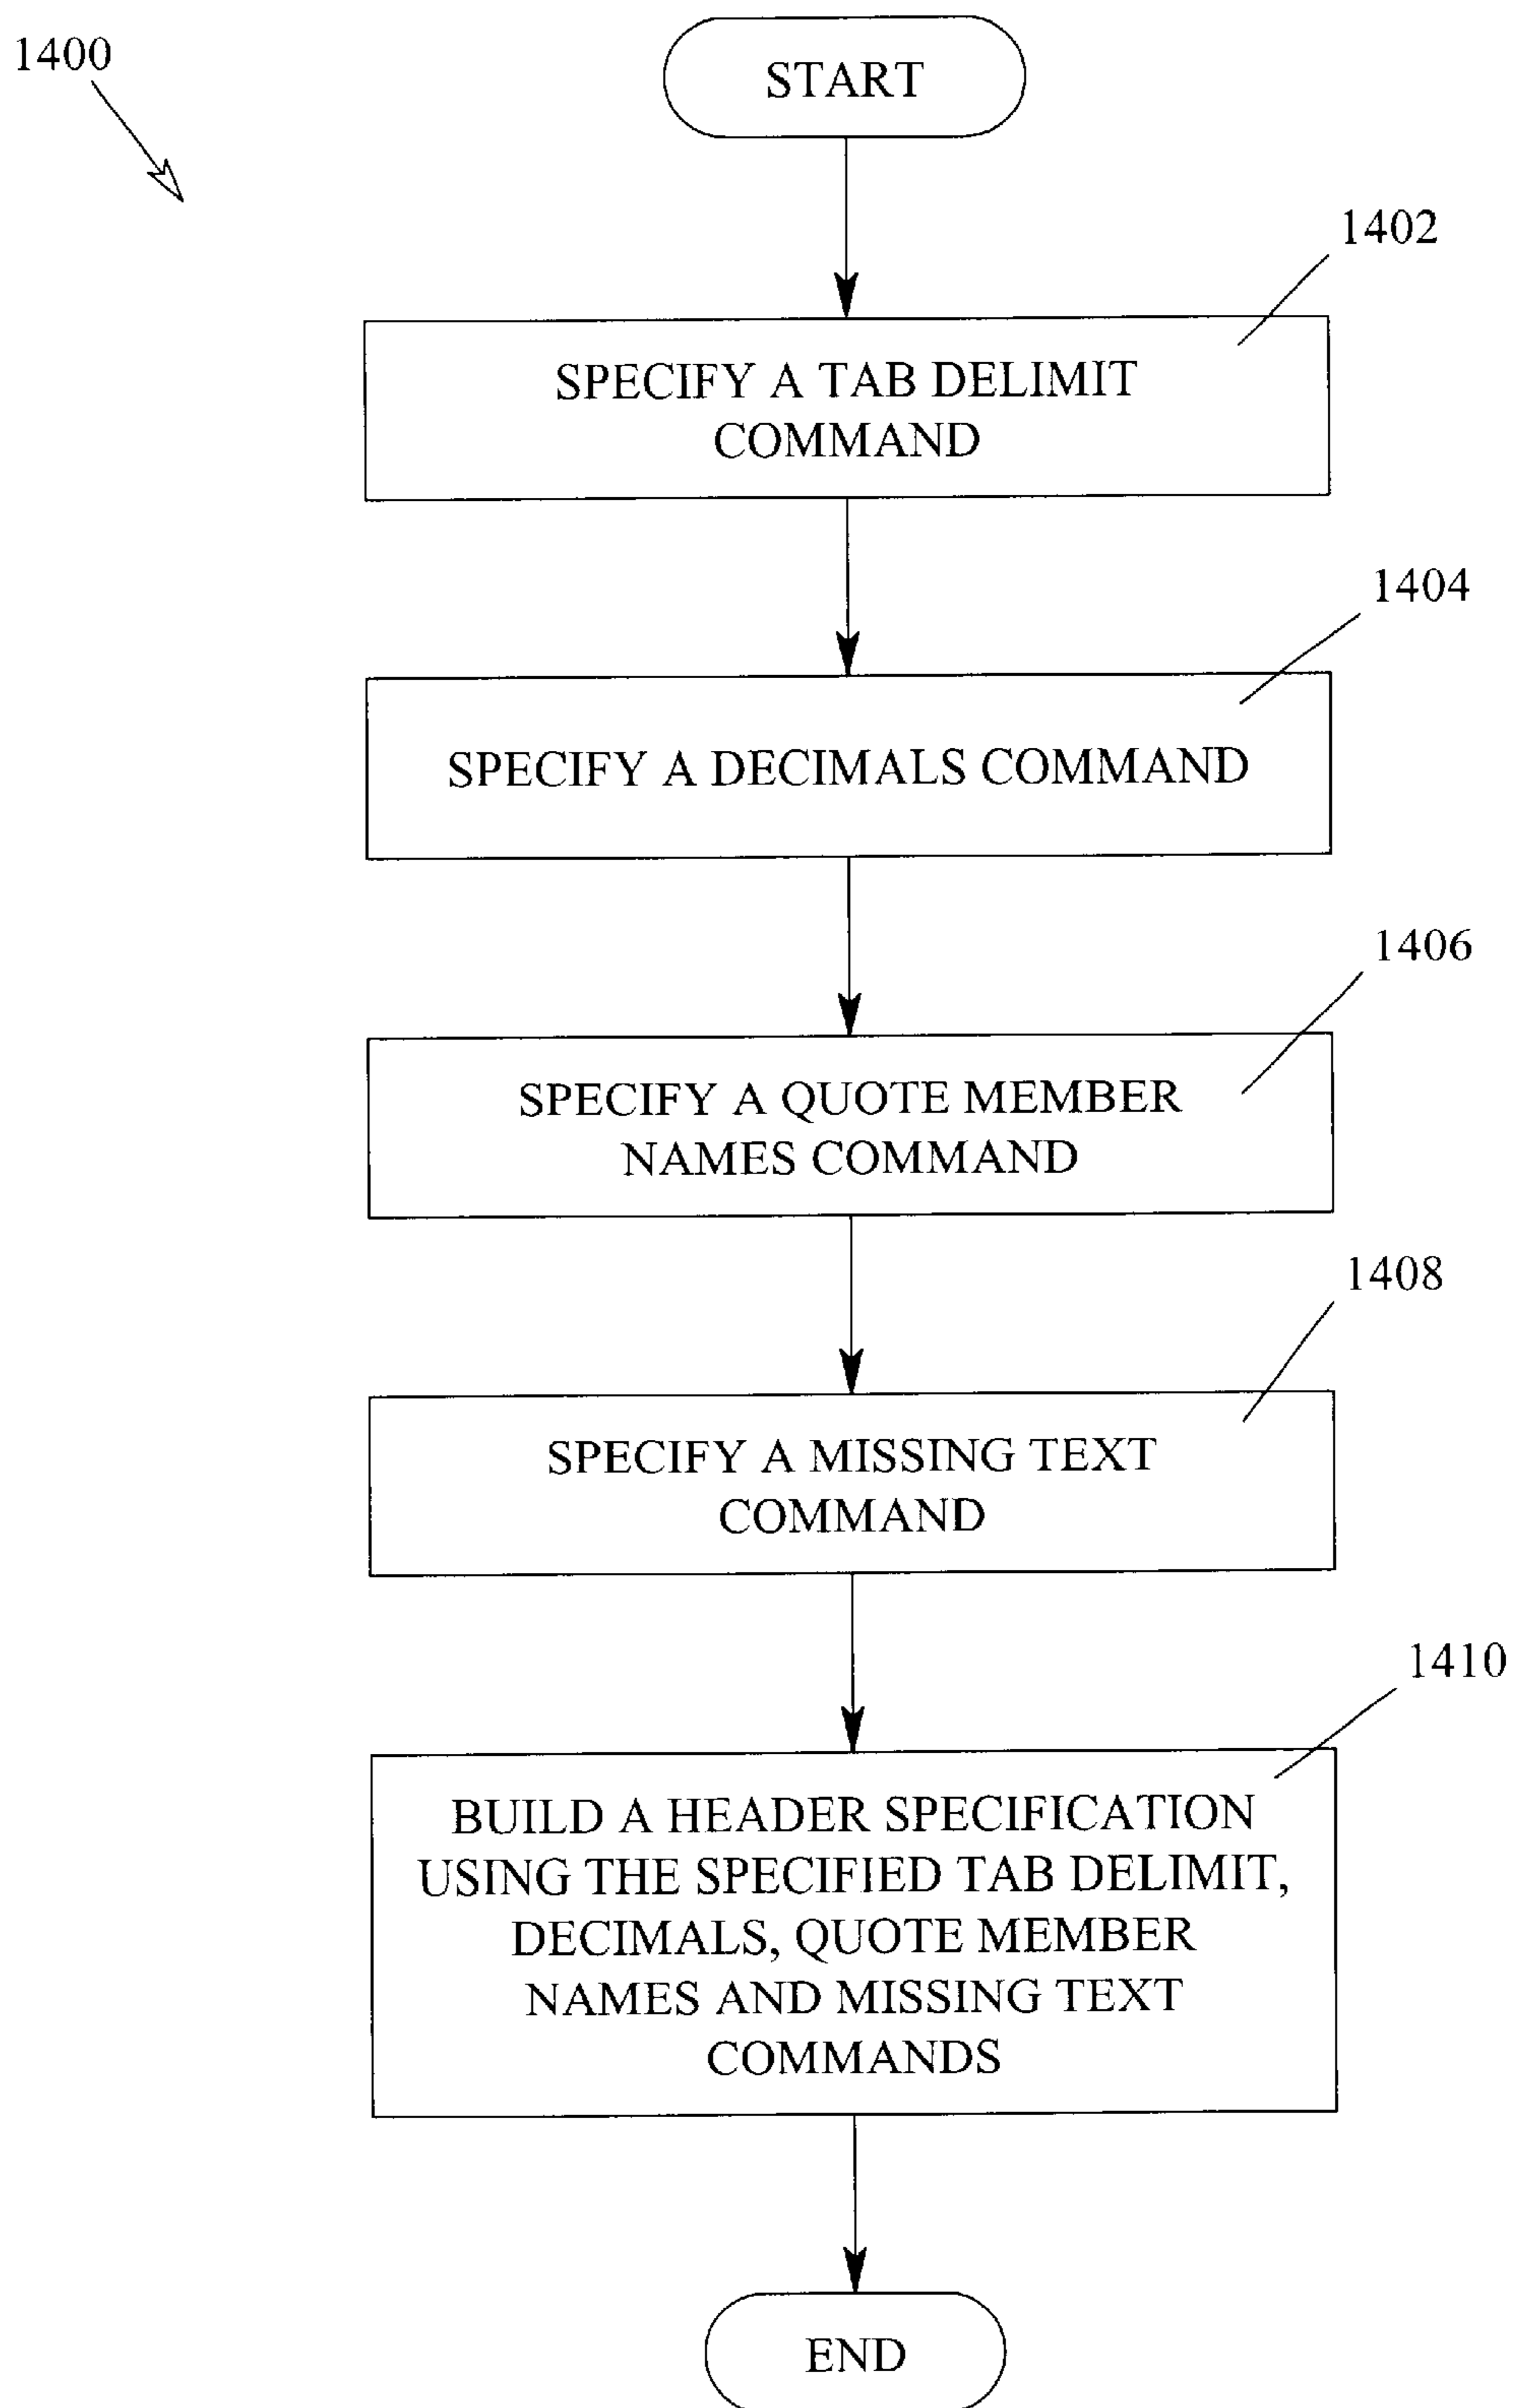 1400
START
1402
SPECIFY A TAB DELIMIT
COMMAND
1404
SPECIFY A DECIMALS COMMAND
1406
SPECIFY A QUOTE MEMBER
NAMES COMMAND
1408
SPECIFY A MISSING TEXT
COMMAND
1410
BUILD A HEADER SPECIFICATION
USING THE SPECIFIED TAB DELIMIT,
DECIMALS, QUOTE MEMBER
NAMES AND MISSING TEXT
COMMANDS
END